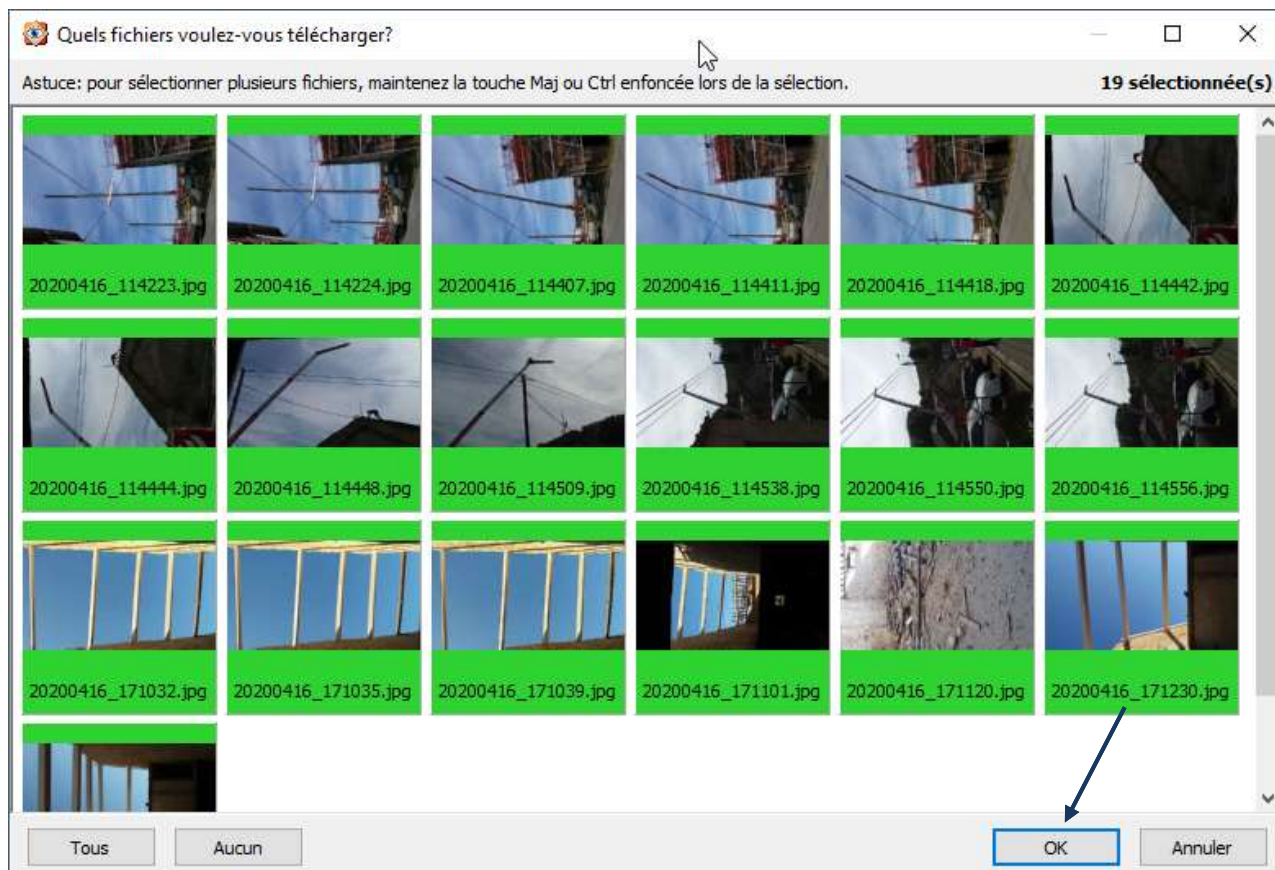 Quels fichiers voulez-vous télécharger?
Astuce: pour sélectionner plusieurs fichiers, maintenez la touche Maj ou Ctrl enfoncée lors de la sélection. 19 sélectionnée(s)
20200416_114223.jpg 20200416_114224.jpg 20200416_114407.jpg 20200416_114411.jpg 20200416_114418.jpg 20200416_114442.jpg
20200416_114444.jpg 20200416_114448.jpg 20200416_114509.jpg 20200416_114538.jpg 20200416_114550.jpg 20200416_114556.jpg
20200416_171032.jpg 20200416_171035.jpg 20200416_171039.jpg 20200416_171101.jpg 20200416_171120.jpg 20200416_171230.jpg
Tous Aucun OK Annuler